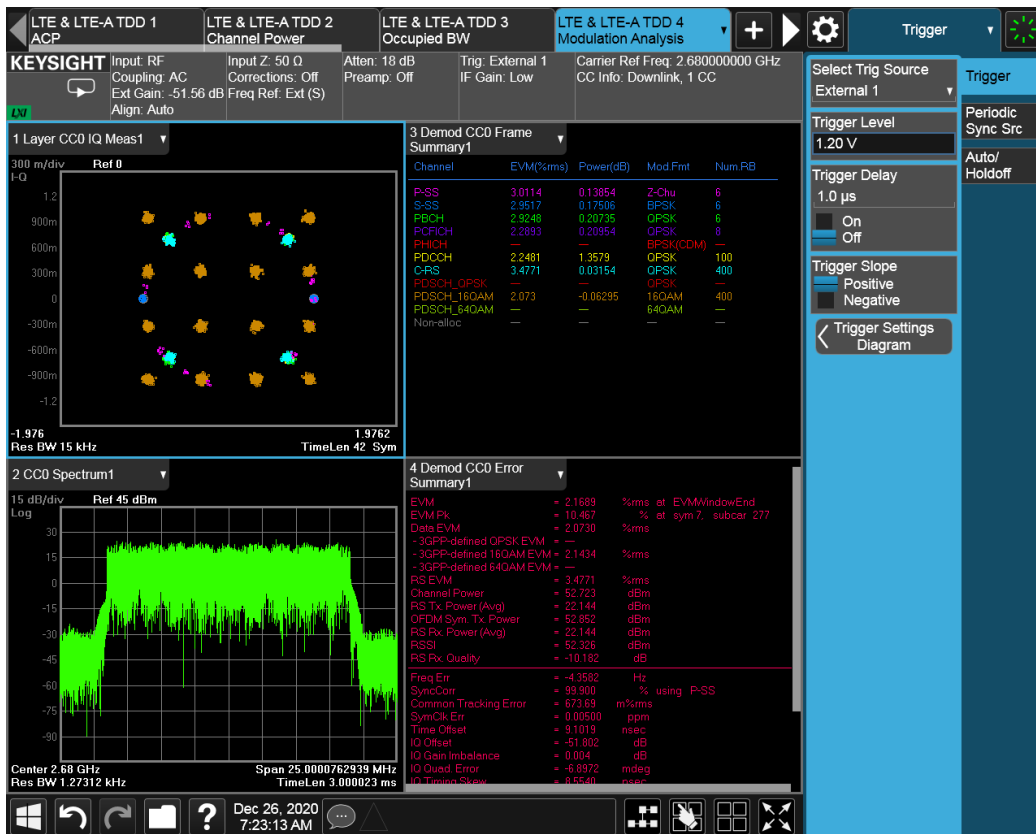 LTE & LTE-A TDD 1
ACP
LTE & LTE-A TDD 2
Channel Power
LTE & LTE-A TDD 3
Occupied BW
LTE & LTE-A TDD 4
Modulation Analysis
Trigger
KEYSIGHT
LXI
Input: RF
Coupling: AC
Ext Gain: -51.56 dB
Align: Auto
Input Z: 50 Ω
Corrections: Off
Freq Ref: Ext (S)
Atten: 18 dB
Preamp: Off
Trig: External 1
IF Gain: Low
Carrier Ref Freq: 2.680000000 GHz
CC Info: Downlink, 1 CC
Select Trig Source
External 1
Trigger Level
1.20 V
Trigger Delay
1.0 µs
On
Off
Trigger Slope
Positive
Negative
Trigger Settings
Diagram
Trigger
Periodic
Sync Src
Auto/
Holdoff
1 Layer CC0 IQ Meas1
300 m/div Ref 0
I-Q
1.2
900m
600m
300m
0
-300m
-600m
-900m
-1.2
-1.976 1.9762
Res BW 15 kHz TimeLen 42 Sym
3 Demod CC0 Frame
Summary1
Channel EVM(%rms) Power(dB) Mod.Fmt Num.RB
P-SS 3.0114 0.13854 Z-Chu 6
S-SS 2.9517 0.17506 BPSK 6
PBCH 2.9248 0.20735 QPSK 6
PCFICH 2.2893 0.20954 QPSK 8
PHICH — — BPSK(CDM) —
PDCCH 2.2481 1.3579 QPSK 100
C-RS 3.4771 0.03154 QPSK 400
PDSCH_QPSK — — QPSK —
PDSCH_16QAM 2.073 -0.06295 16QAM 400
PDSCH_64QAM — — 64QAM —
Non-alloc — — — —
2 CC0 Spectrum1
15 dB/div Ref 45 dBm
Log
30
15
0
-15
-30
-45
-60
-75
-90
Center 2.68 GHz Span 25.0000762939 MHz
Res BW 1.27312 kHz TimeLen 3.000023 ms
4 Demod CC0 Error
Summary1
EVM = 2.1689 %rms at EVMWindowEnd
EVM Pk = 10.467 % at sym 7, subcar 277
Data EVM = 2.0730 %rms
- 3GPP-defined QPSK EVM = —
- 3GPP-defined 16QAM EVM = 2.1434 %rms
- 3GPP-defined 64QAM EVM = —
RS EVM = 3.4771 %rms
Channel Power = 52.723 dBm
RS Tx. Power (Avg) = 22.144 dBm
OFDM Sym. Tx. Power = 52.852 dBm
RS Rx. Power (Avg) = 22.144 dBm
RSSI = 52.326 dBm
RS Rx. Quality = -10.182 dB
Freq Err = -4.3582 Hz
SyncCorr = 99.900 % using P-SS
Common Tracking Error = 673.69 m%rms
SymClk Err = 0.00500 ppm
Time Offset = 9.1019 nsec
IQ Offset = -51.802 dB
IQ Gain Imbalance = 0.004 dB
IQ Quad. Error = -6.8972 mdeg
IQ Timing Skew = 8.5540 psec
Dec 26, 2020
7:23:13 AM